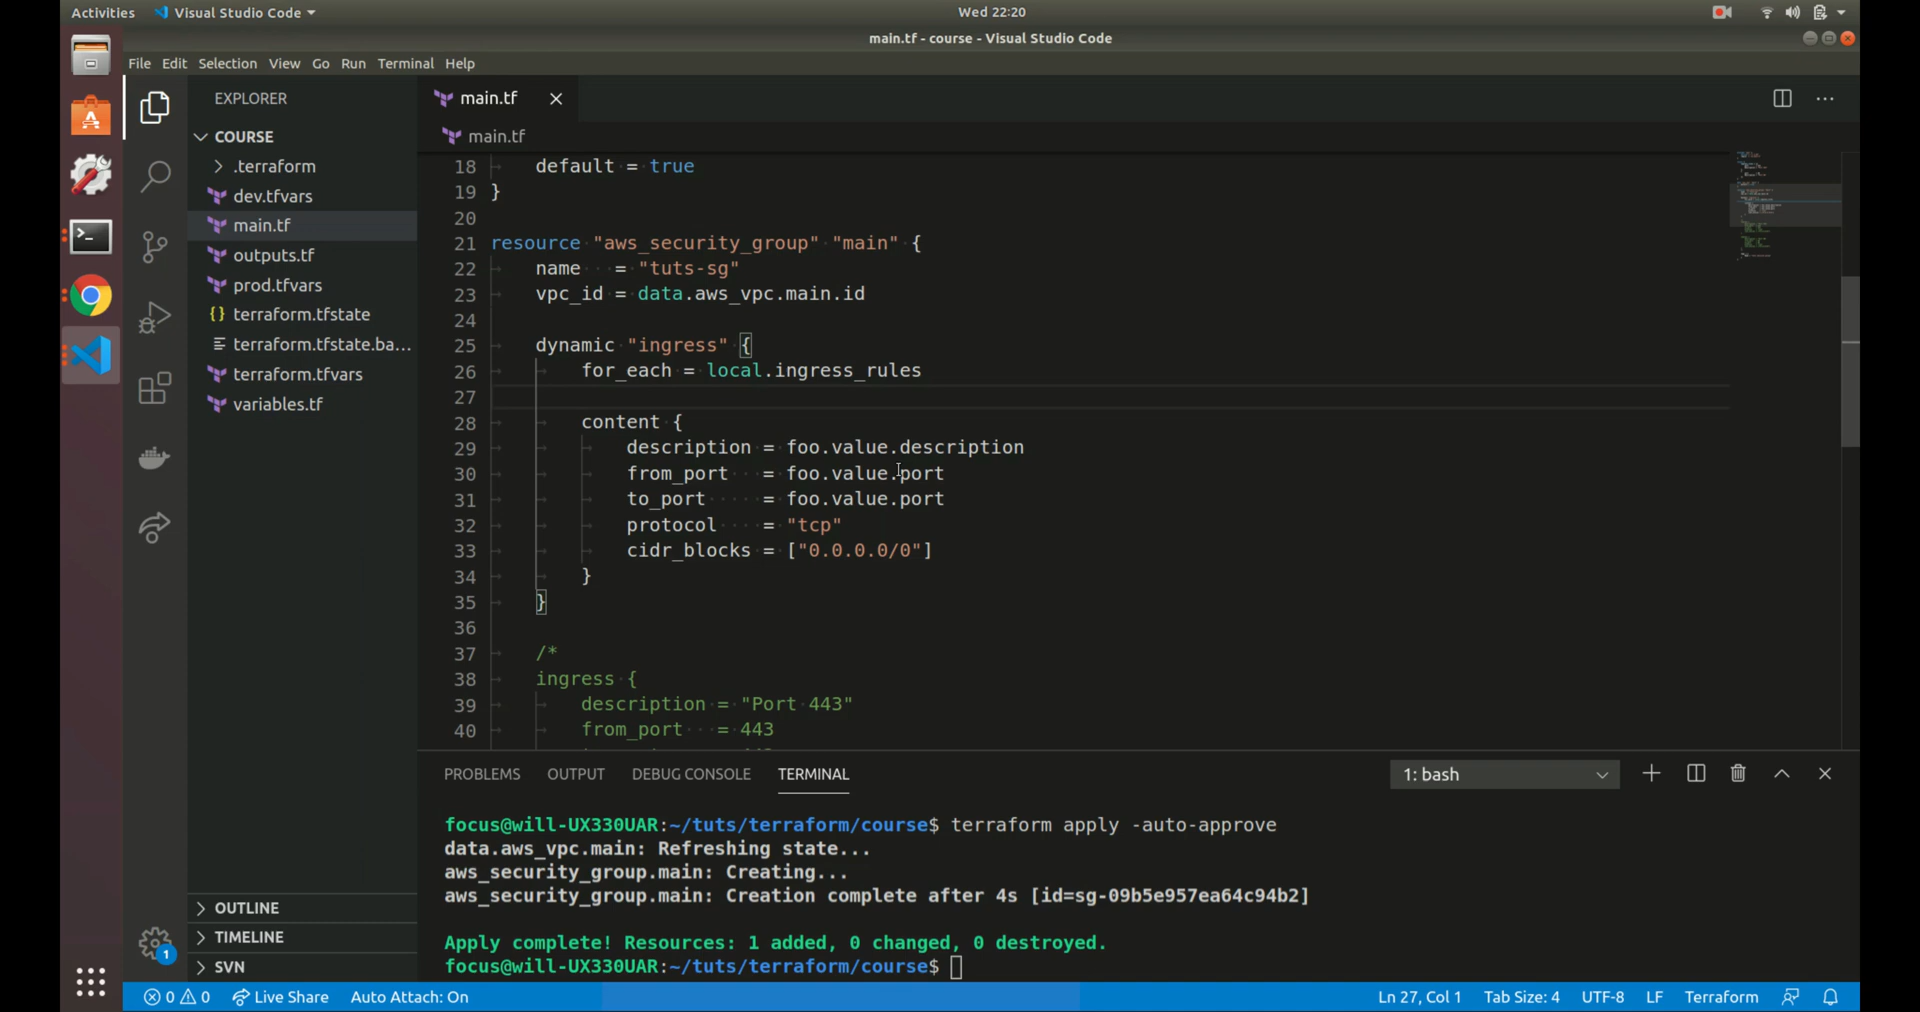 Activities
Visual Studio Code
Wed 22:20
main.tf - course - Visual Studio Code
File Edit Selection View Go Run Terminal Help
EXPLORER
COURSE
.terraform
dev.tfvars
main.tf
outputs.tf
prod.tfvars
{} terraform.tfstate
terraform.tfstate.ba...
terraform.tfvars
variables.tf
OUTLINE
TIMELINE
SVN
1
main.tf
main.tf
18 default = true
19 }
20
21 resource "aws_security_group" "main" {
22 name = "tuts-sg"
23 vpc_id = data.aws_vpc.main.id
24
25 dynamic "ingress" {
26 for_each = local.ingress_rules
27
28 content {
29 description = foo.value.description
30 from_port = foo.value.port
31 to_port = foo.value.port
32 protocol = "tcp"
33 cidr_blocks = ["0.0.0.0/0"]
34 }
35 }
36
37 /*
38 ingress {
39 description = "Port 443"
40 from_port = 443
PROBLEMS OUTPUT DEBUG CONSOLE TERMINAL
1: bash
focus@will-UX330UAR:~/tuts/terraform/course$ terraform apply -auto-approve
data.aws_vpc.main: Refreshing state...
aws_security_group.main: Creating...
aws_security_group.main: Creation complete after 4s [id=sg-09b5e957ea64c94b2]
Apply complete! Resources: 1 added, 0 changed, 0 destroyed.
focus@will-UX330UAR:~/tuts/terraform/course$
0 0 Live Share Auto Attach: On
Ln 27, Col 1 Tab Size: 4 UTF-8 LF Terraform